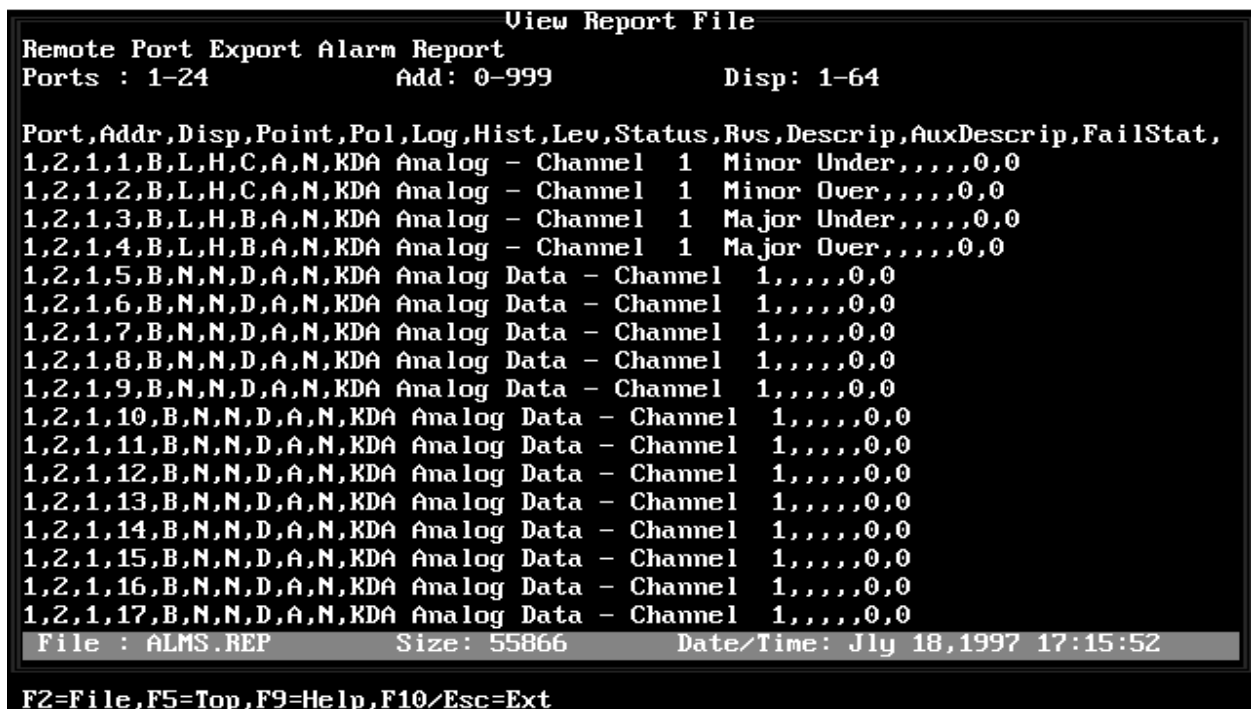 View Report File
Remote Port Export Alarm Report
Ports : 1-24 Add: 0-999 Disp: 1-64
Port,Addr,Disp,Point,Pol,Log,Hist,Lev,Status,Rvs,Descrip,AuxDescrip,FailStat,
1,2,1,1,B,L,H,C,A,N,KDA Analog - Channel 1 Minor Under,,,,,0,0
1,2,1,2,B,L,H,C,A,N,KDA Analog - Channel 1 Minor Over,,,,,0,0
1,2,1,3,B,L,H,B,A,N,KDA Analog - Channel 1 Major Under,,,,,0,0
1,2,1,4,B,L,H,B,A,N,KDA Analog - Channel 1 Major Over,,,,,0,0
1,2,1,5,B,N,N,D,A,N,KDA Analog Data - Channel 1,,,,,0,0
1,2,1,6,B,N,N,D,A,N,KDA Analog Data - Channel 1,,,,,0,0
1,2,1,7,B,N,N,D,A,N,KDA Analog Data - Channel 1,,,,,0,0
1,2,1,8,B,N,N,D,A,N,KDA Analog Data - Channel 1,,,,,0,0
1,2,1,9,B,N,N,D,A,N,KDA Analog Data - Channel 1,,,,,0,0
1,2,1,10,B,N,N,D,A,N,KDA Analog Data - Channel 1,,,,,0,0
1,2,1,11,B,N,N,D,A,N,KDA Analog Data - Channel 1,,,,,0,0
1,2,1,12,B,N,N,D,A,N,KDA Analog Data - Channel 1,,,,,0,0
1,2,1,13,B,N,N,D,A,N,KDA Analog Data - Channel 1,,,,,0,0
1,2,1,14,B,N,N,D,A,N,KDA Analog Data - Channel 1,,,,,0,0
1,2,1,15,B,N,N,D,A,N,KDA Analog Data - Channel 1,,,,,0,0
1,2,1,16,B,N,N,D,A,N,KDA Analog Data - Channel 1,,,,,0,0
1,2,1,17,B,N,N,D,A,N,KDA Analog Data - Channel 1,,,,,0,0
File : ALMS.REP Size: 55866 Date/Time: Jly 18,1997 17:15:52
F2=File,F5=Top,F9=Help,F10/Esc=Ext